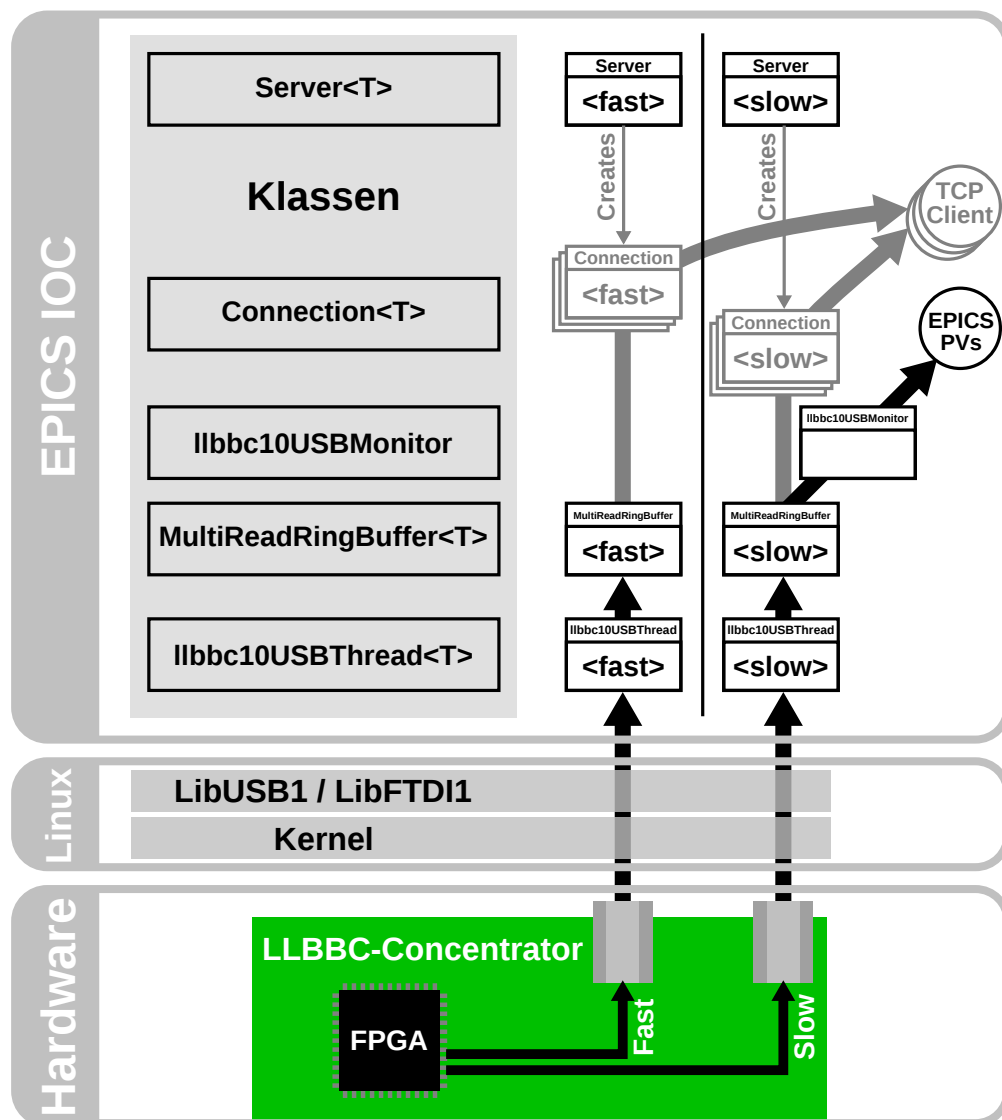 EPICS IOC
Server<T>
Klassen
Connection<T>
llbbc10USBMonitor
MultiReadRingBuffer<T>
llbbc10USBThread<T>
Server
<fast>
Creates
Connection
<fast>
MultiReadRingBuffer
<fast>
llbbc10USBThread
<fast>
Server
<slow>
Creates
Connection
<slow>
llbbc10USBMonitor
MultiReadRingBuffer
<slow>
llbbc10USBThread
<slow>
TCP
Client
EPICS
PVs
Linux
LibUSB1 / LibFTDI1
Kernel
Hardware
LLBBC-Concentrator
FPGA
Fast
Slow